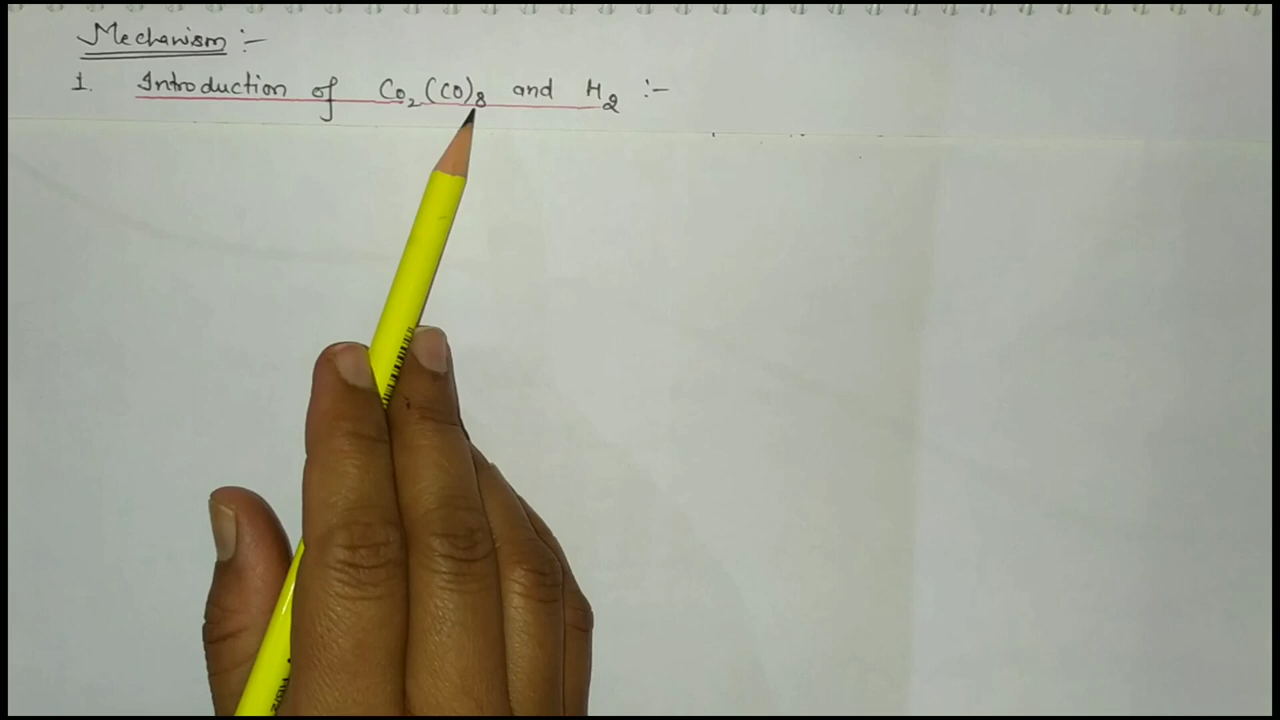 Mechanism :-
1. Introduction of Co₂(CO)₈ and H₂ :-